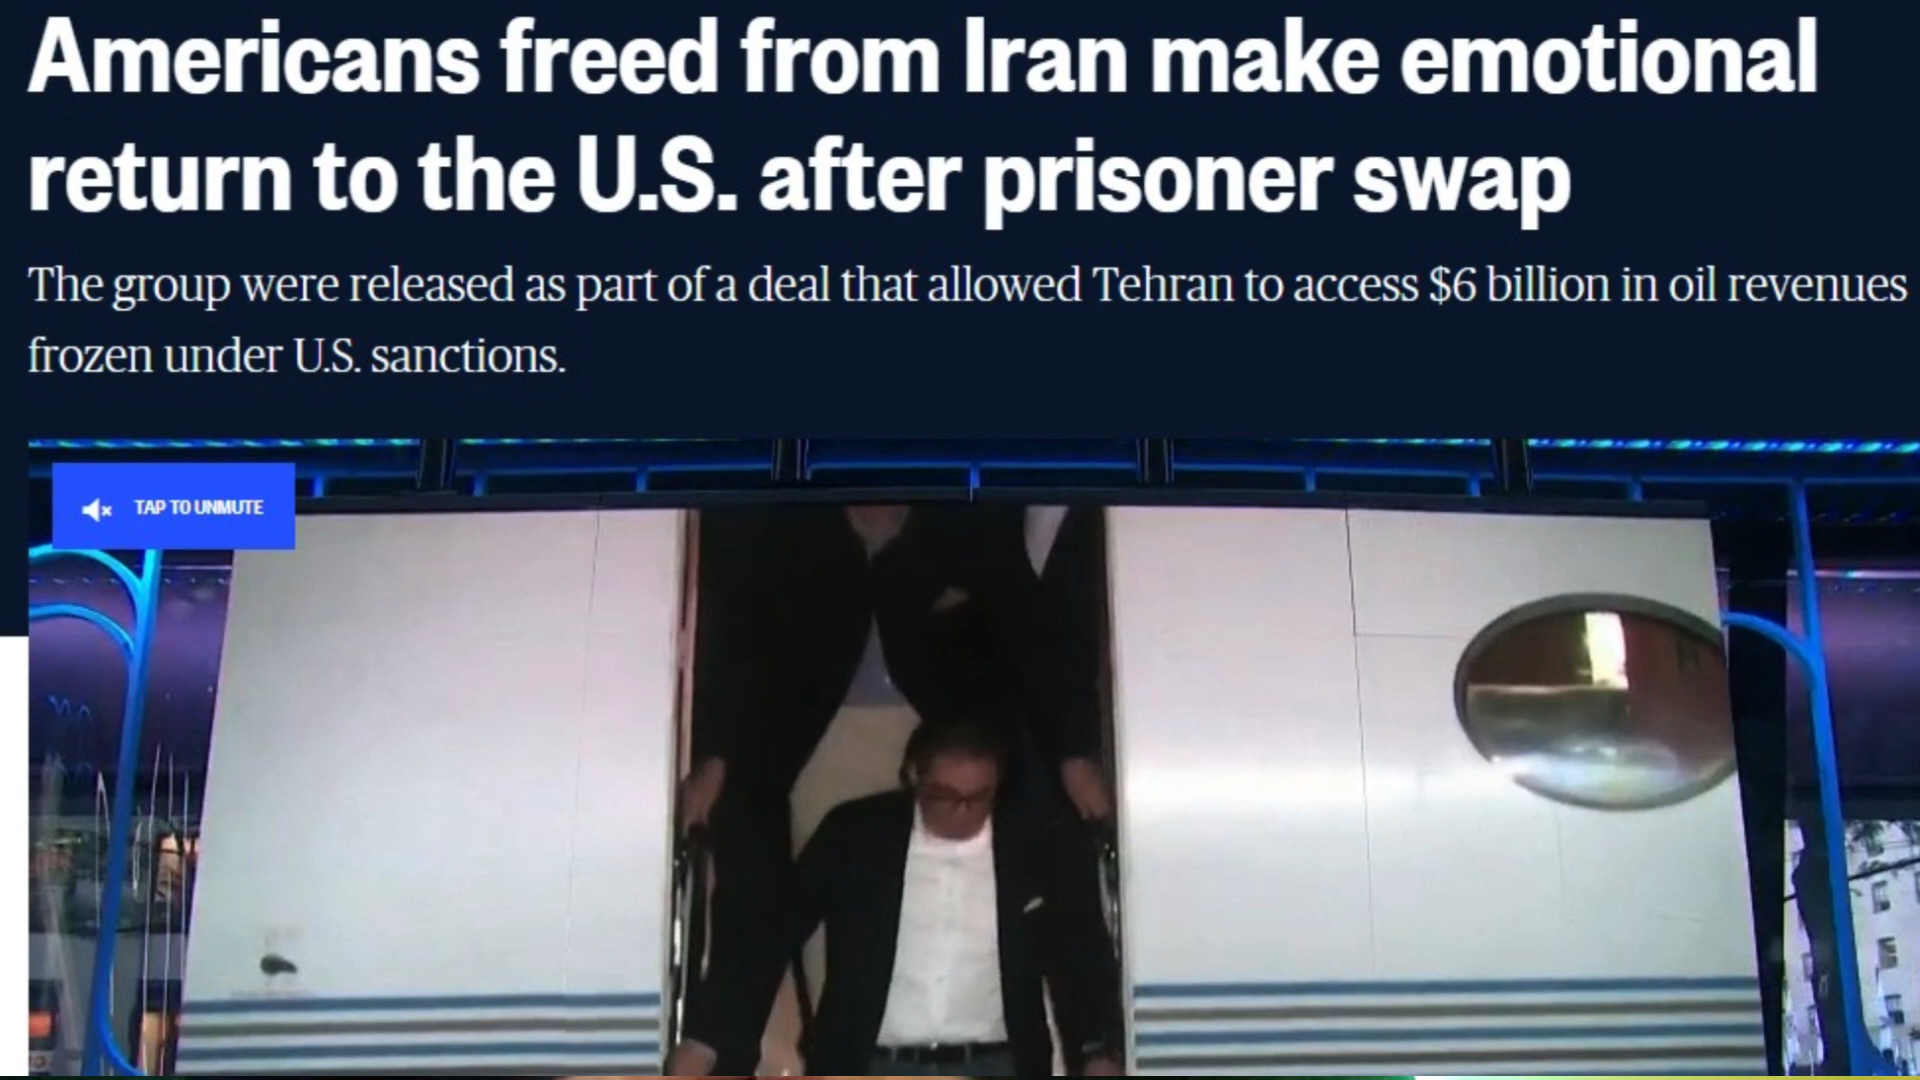 Americans freed from Iran make emotional
return to the U.S. after prisoner swap
The group were released as part of a deal that allowed Tehran to access $6 billion in oil revenues
frozen under U.S. sanctions.
TAP TO UNMUTE